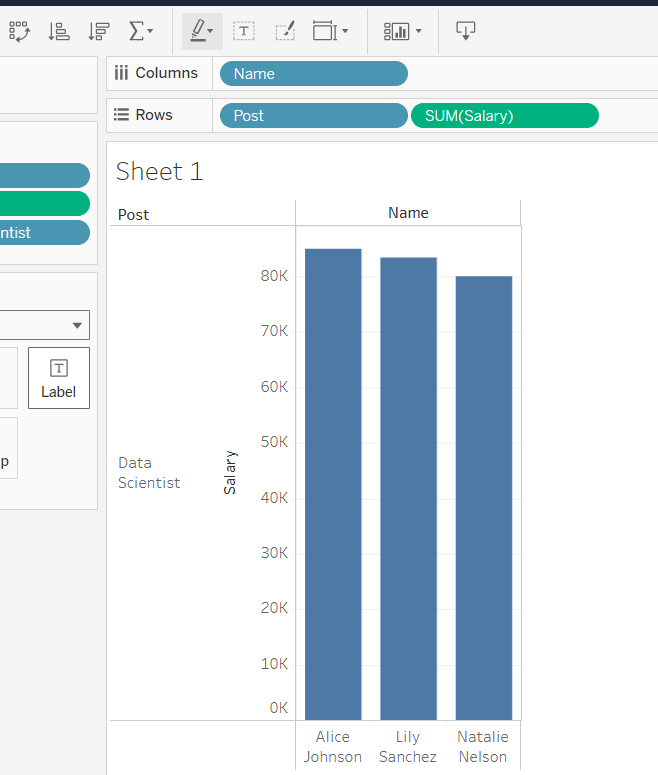 Columns
Name
Rows
Post
SUM(Salary)
ntist
Label
p
Sheet 1
Post
Name
80K
70K
60K
50K
40K
30K
20K
10K
0K
Salary
Data
Scientist
Alice
Johnson
Lily
Sanchez
Natalie
Nelson